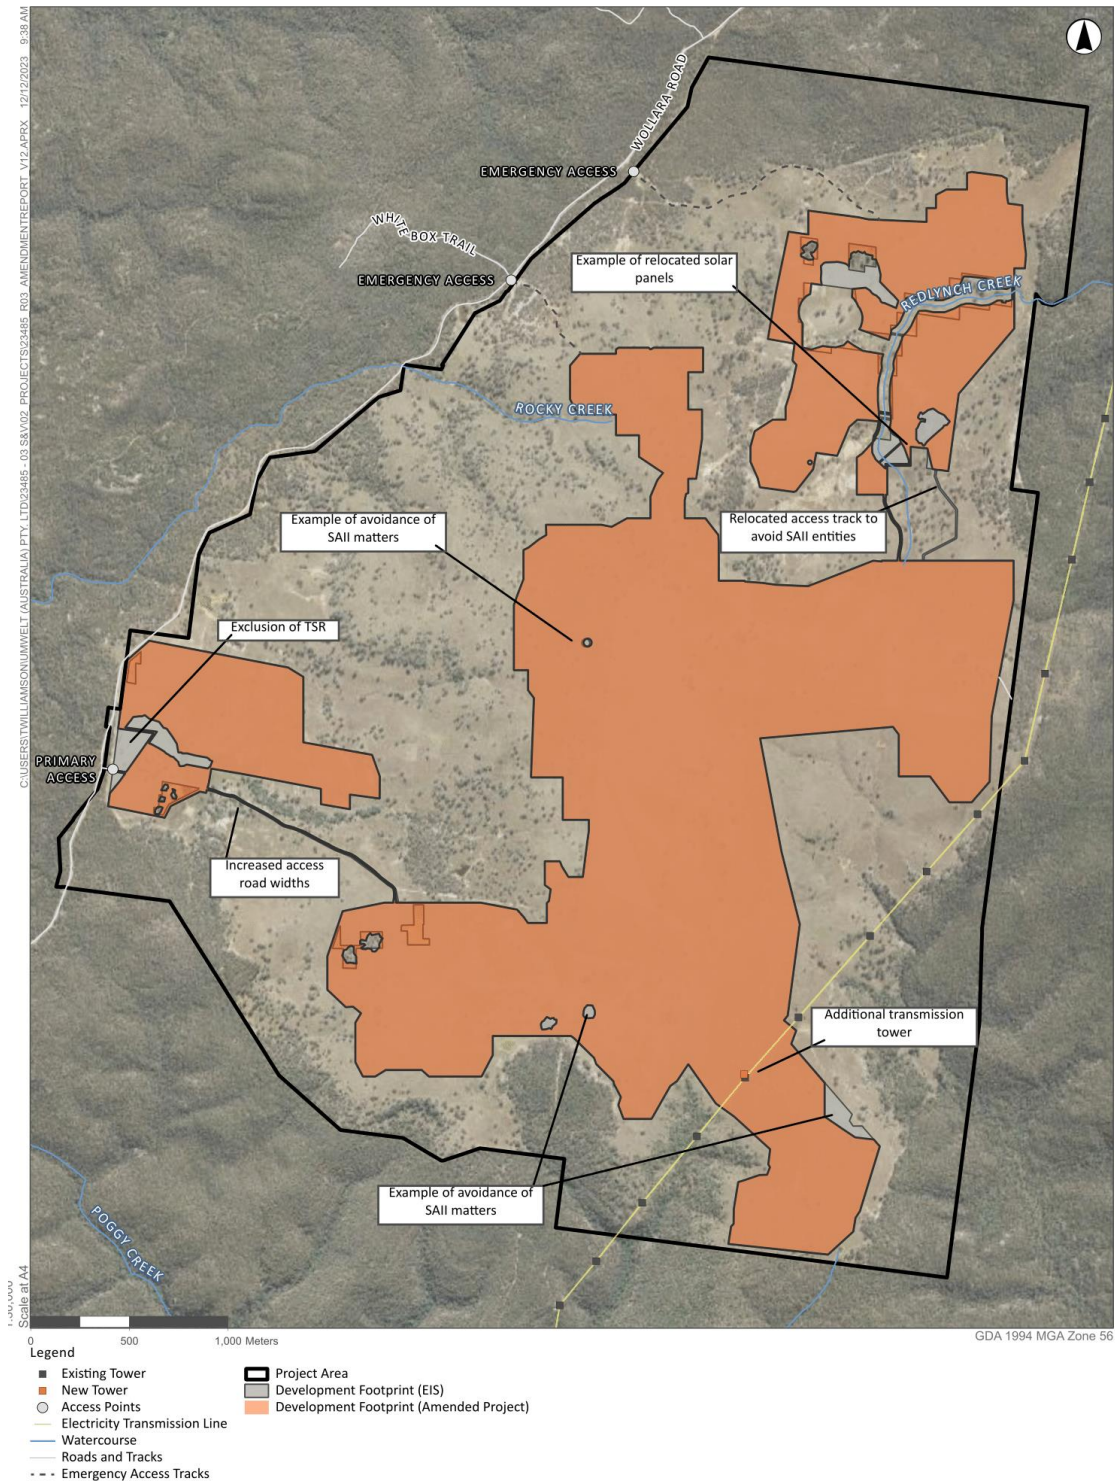 C:\USERS\TWILLIAMSON\UMWELT (AUSTRALIA) PTY. LTD\23485 - 03 S&V\02_PROJECTS\23485_R03_AMENDMENTREPORT_V12.APRX 12/12/2023 9:38 AM
WOLLARA ROAD
EMERGENCY ACCESS
WHITE BOX TRAIL
EMERGENCY ACCESS
Example of relocated solar
panels
REDLYNCH CREEK
ROCKY CREEK
Example of avoidance of
SAII matters
Relocated access track to
avoid SAII entities
Exclusion of TSR
PRIMARY
ACCESS
Increased access
road widths
Additional transmission
tower
Example of avoidance of
SAII matters
POGGY CREEK
Scale at A4
0 500 1,000 Meters
GDA 1994 MGA Zone 56
Legend
Existing Tower
New Tower
Access Points
Electricity Transmission Line
Watercourse
Roads and Tracks
Emergency Access Tracks
Project Area
Development Footprint (EIS)
Development Footprint (Amended Project)